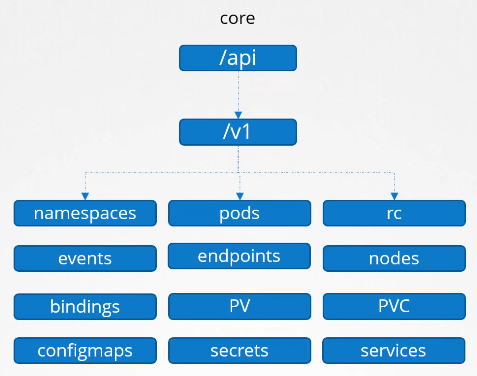 core
/api
/v1
namespaces pods rc
events endpoints nodes
bindings PV PVC
configmaps secrets services